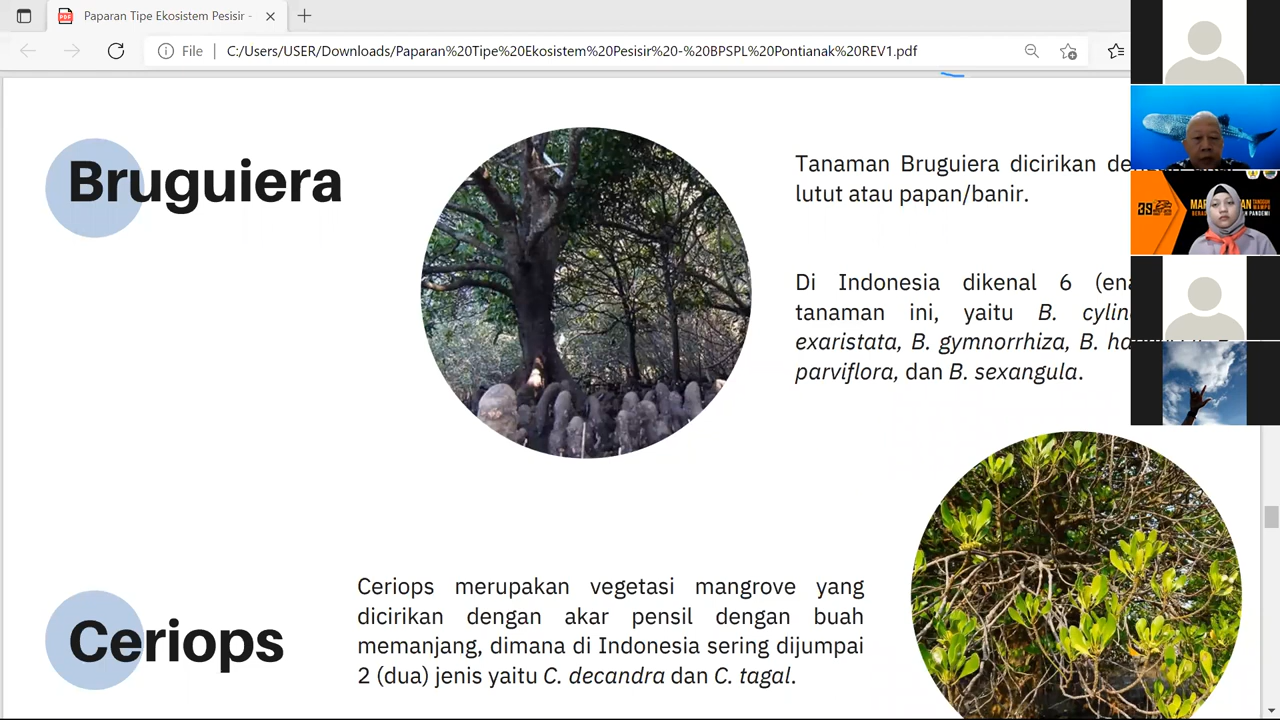 Paparan Tipe Ekosistem Pesisir -
File
C:/Users/USER/Downloads/Paparan%20Tipe%20Ekosistem%20Pesisir%20-%20BPSPL%20Pontianak%20REV1.pdf
Bruguiera
Tanaman Bruguiera dicirikan
lutut atau papan/banir.
Di Indonesia dikenal 6
tanaman ini, yaitu B.
exaristata, B. gymnorrhiza, B.
parviflora, dan B. sexangula.
Ceriops
Ceriops merupakan vegetasi mangrove yang
dicirikan dengan akar pensil dengan buah
memanjang, dimana di Indonesia sering dijumpai
2 (dua) jenis yaitu C. decandra dan C. tagal.